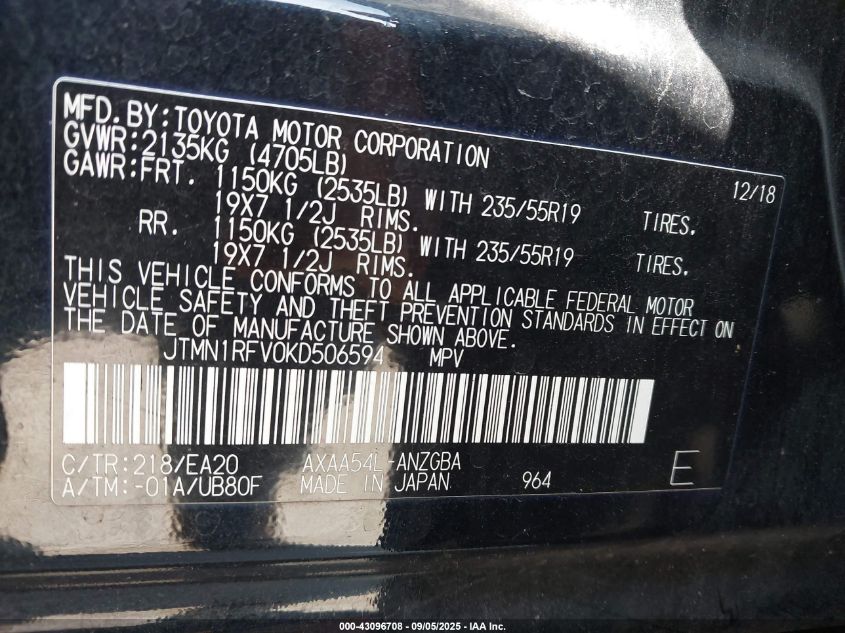 MFD.BY:TOYOTA MOTOR CORPORATION 12/18
GVWR:2135KG (4705LB)
GAWR:FRT. 1150KG (2535LB) WITH 235/55R19 TIRES.
19X7 1/2J RIMS.
RR. 1150KG (2535LB) WITH 235/55R19 TIRES.
19X7 1/2J RIMS.
THIS VEHICLE CONFORMS TO ALL APPLICABLE FEDERAL MOTOR
VEHICLE SAFETY AND THEFT PREVENTION STANDARDS IN EFFECT ON
THE DATE OF MANUFACTURE SHOWN ABOVE.
JTMN1RFV0KD506594 MPV
C/TR:218/EA20 AXAA54L-ANZGBA
A/TM:-01A/UB80F MADE IN JAPAN 964 E
000-43096708 - 09/05/2025 - IAA Inc.